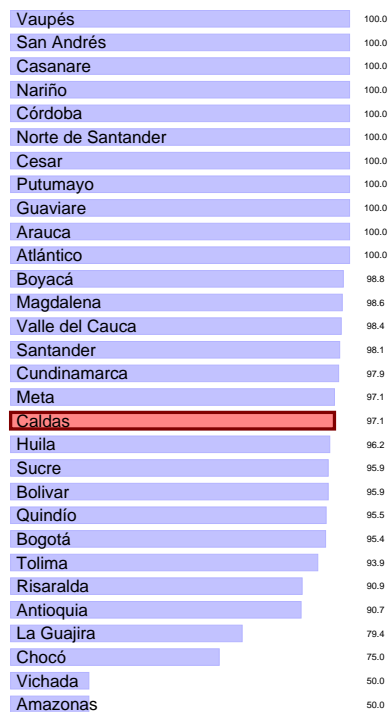 Vaupés 100.0
San Andrés 100.0
Casanare 100.0
Nariño 100.0
Córdoba 100.0
Norte de Santander 100.0
Cesar 100.0
Putumayo 100.0
Guaviare 100.0
Arauca 100.0
Atlántico 100.0
Boyacá 98.8
Magdalena 98.6
Valle del Cauca 98.4
Santander 98.1
Cundinamarca 97.9
Meta 97.1
Caldas 97.1
Huila 96.2
Sucre 95.9
Bolivar 95.9
Quindío 95.5
Bogotá 95.4
Tolima 93.9
Risaralda 90.9
Antioquia 90.7
La Guajira 79.4
Chocó 75.0
Vichada 50.0
Amazonas 50.0